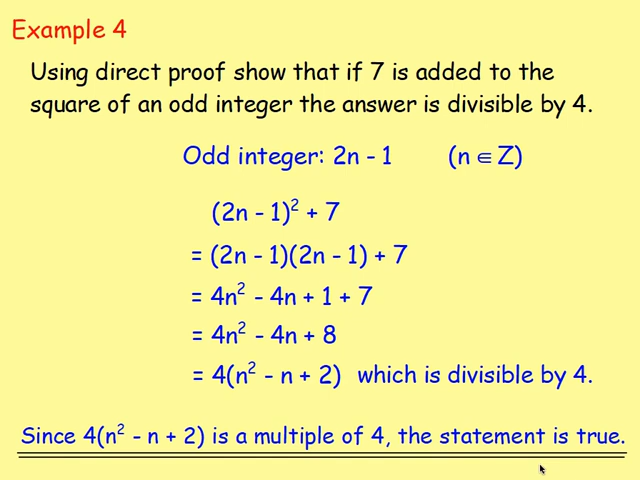 Example 4
Using direct proof show that if 7 is added to the
square of an odd integer the answer is divisible by 4.
Odd integer: 2n - 1 (n ∈ Z)
(2n - 1)² + 7
= (2n - 1)(2n - 1) + 7
= 4n² - 4n + 1 + 7
= 4n² - 4n + 8
= 4(n² - n + 2) which is divisible by 4.
Since 4(n² - n + 2) is a multiple of 4, the statement is true.